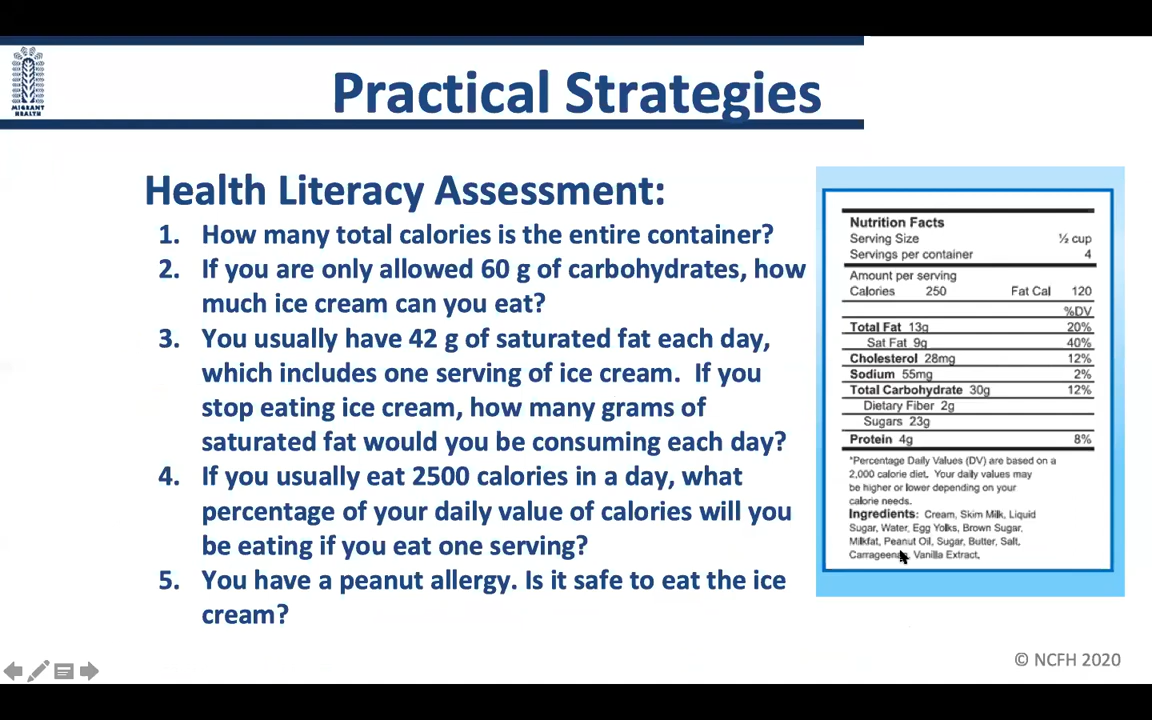 MIGRANT
HEALTH
Practical Strategies
Health Literacy Assessment:
1. How many total calories is the entire container?
2. If you are only allowed 60 g of carbohydrates, how
much ice cream can you eat?
3. You usually have 42 g of saturated fat each day,
which includes one serving of ice cream. If you
stop eating ice cream, how many grams of
saturated fat would you be consuming each day?
4. If you usually eat 2500 calories in a day, what
percentage of your daily value of calories will you
be eating if you eat one serving?
5. You have a peanut allergy. Is it safe to eat the ice
cream?
Nutrition Facts
Serving Size ½ cup
Servings per container 4
Amount per serving
Calories 250 Fat Cal 120
%DV
Total Fat 13g 20%
Sat Fat 9g 40%
Cholesterol 28mg 12%
Sodium 55mg 2%
Total Carbohydrate 30g 12%
Dietary Fiber 2g
Sugars 23g
Protein 4g 8%
*Percentage Daily Values (DV) are based on a
2,000 calorie diet. Your daily values may
be higher or lower depending on your
calorie needs.
Ingredients: Cream, Skim Milk, Liquid
Sugar, Water, Egg Yolks, Brown Sugar,
Milkfat, Peanut Oil, Sugar, Butter, Salt,
Carrageenan, Vanilla Extract.
© NCFH 2020